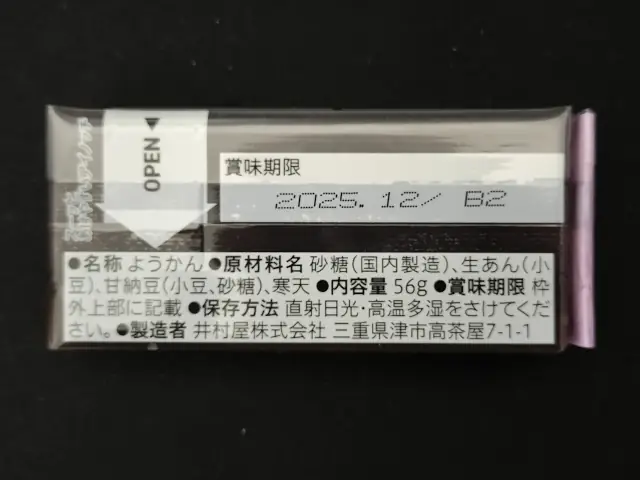 OPEN
賞味期限
2025.12/ B2
●名称 ようかん ●原材料名 砂糖(国内製造)、生あん(小
豆)、甘納豆(小豆、砂糖)、寒天 ●内容量 56g ●賞味期限 枠
外上部に記載 ●保存方法 直射日光・高温多湿をさけてくだ
さい。 ●製造者 井村屋株式会社 三重県津市高茶屋7-1-1